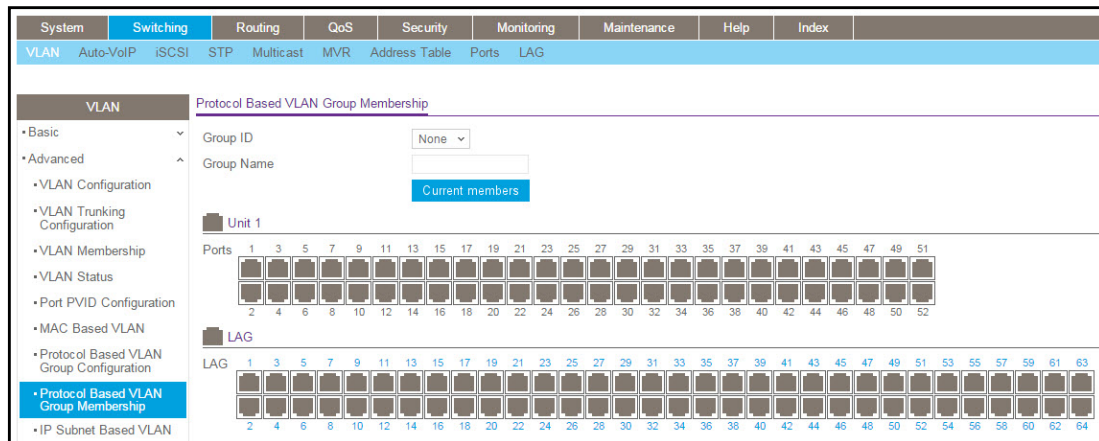 System Switching Routing QoS Security Monitoring Maintenance Help Index
VLAN Auto-VoIP iSCSI STP Multicast MVR Address Table Ports LAG
VLAN
Basic
Advanced
VLAN Configuration
VLAN Trunking
Configuration
VLAN Membership
VLAN Status
Port PVID Configuration
MAC Based VLAN
Protocol Based VLAN
Group Configuration
Protocol Based VLAN
Group Membership
IP Subnet Based VLAN
Protocol Based VLAN Group Membership
Group ID None
Group Name
Current members
Unit 1
Ports 1 3 5 7 9 11 13 15 17 19 21 23 25 27 29 31 33 35 37 39 41 43 45 47 49 51
2 4 6 8 10 12 14 16 18 20 22 24 26 28 30 32 34 36 38 40 42 44 46 48 50 52
LAG
LAG 1 3 5 7 9 11 13 15 17 19 21 23 25 27 29 31 33 35 37 39 41 43 45 47 49 51 53 55 57 59 61 63
2 4 6 8 10 12 14 16 18 20 22 24 26 28 30 32 34 36 38 40 42 44 46 48 50 52 54 56 58 60 62 64